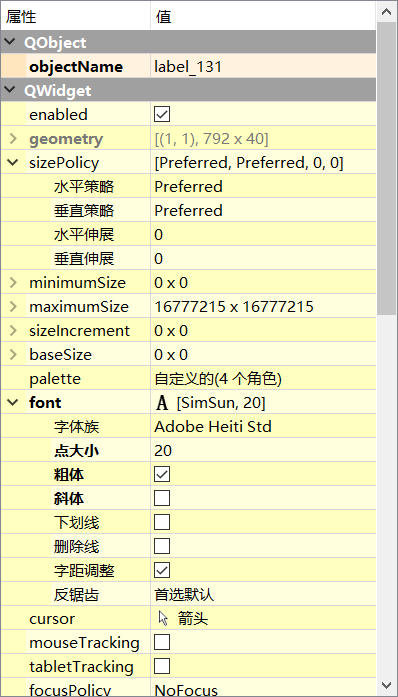 属性 值
QObject
objectName label_131
QWidget
enabled
geometry [(1, 1), 792 x 40]
sizePolicy [Preferred, Preferred, 0, 0]
水平策略 Preferred
垂直策略 Preferred
水平伸展 0
垂直伸展 0
minimumSize 0 x 0
maximumSize 16777215 x 16777215
sizeIncrement 0 x 0
baseSize 0 x 0
palette 自定义的(4 个角色)
font A [SimSun, 20]
字体族 Adobe Heiti Std
点大小 20
粗体
斜体
下划线
删除线
字距调整
反锯齿 首选默认
cursor 箭头
mouseTracking
tabletTracking
focusPolicy NoFocus